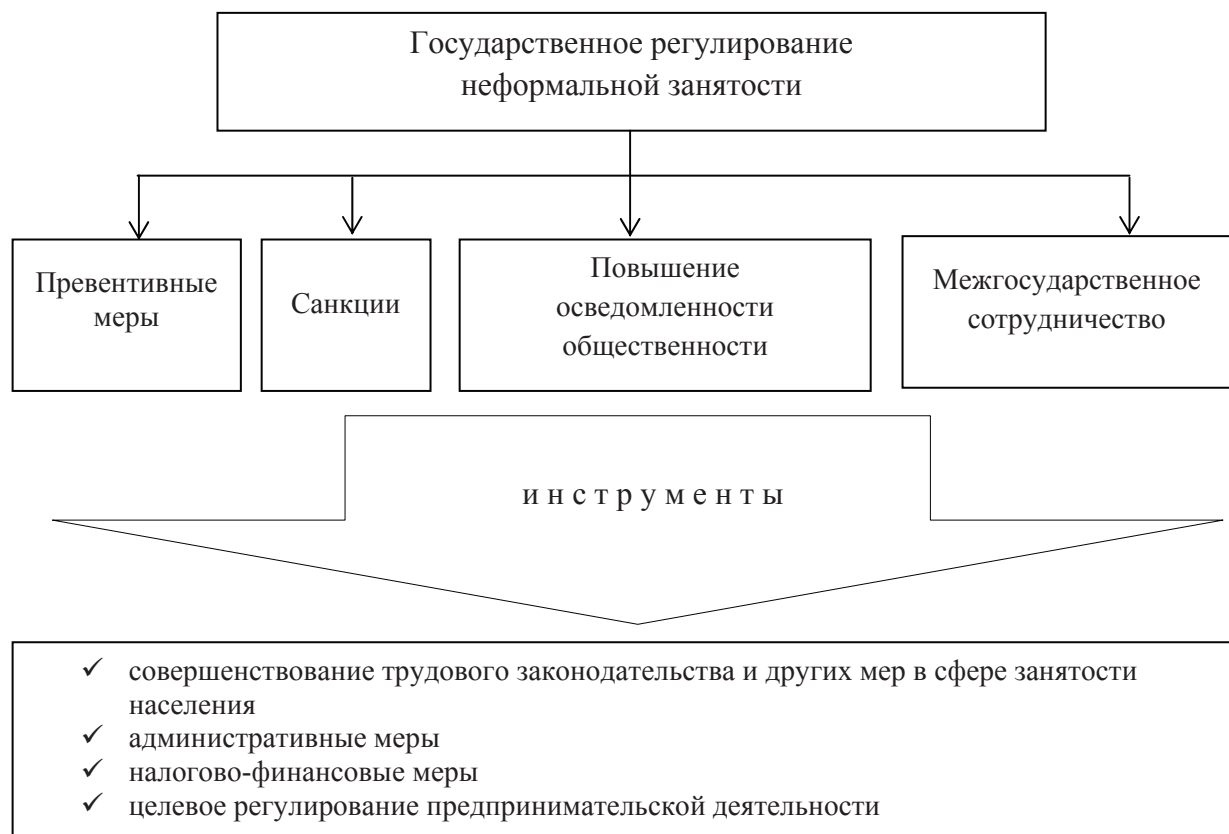 Государственное регулирование
неформальной занятости
Превентивные
меры
Санкции
Повышение
осведомленности
общественности
Межгосударственное
сотрудничество
и н с т р у м е н т ы
✓ совершенствование трудового законодательства и других мер в сфере занятости
населения
✓ административные меры
✓ налогово-финансовые меры
✓ целевое регулирование предпринимательской деятельности